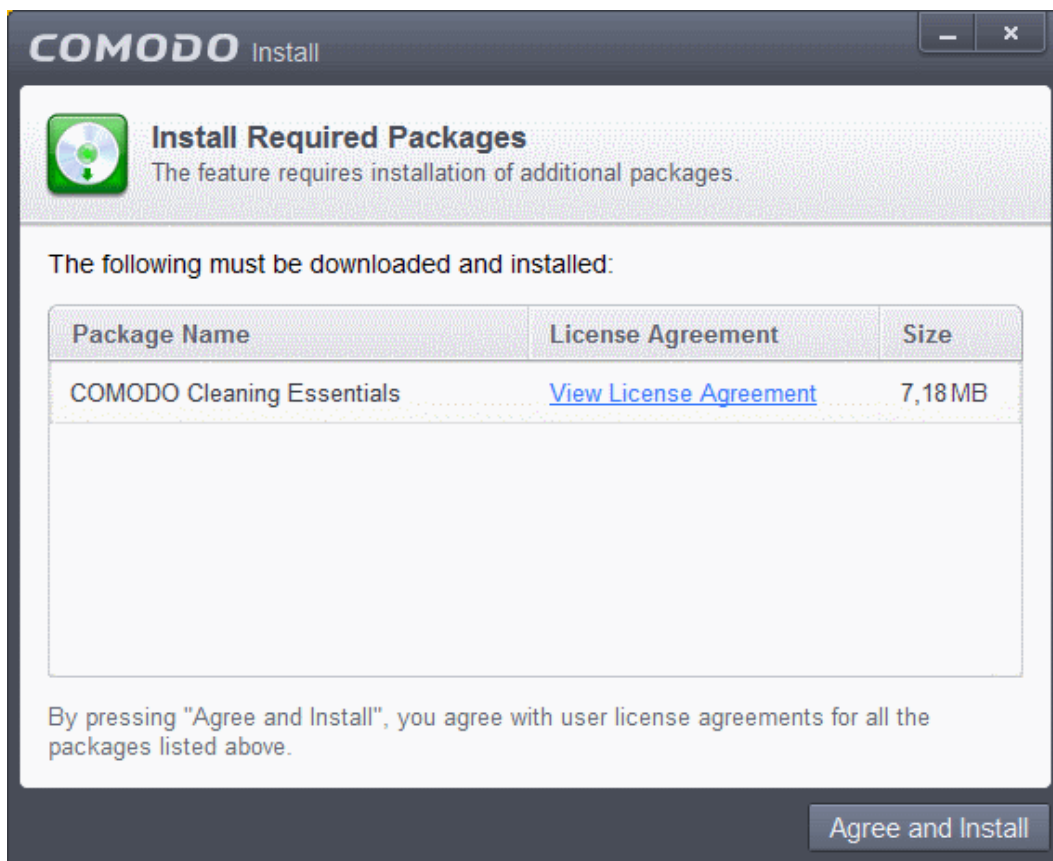 COMODO Install
Install Required Packages
The feature requires installation of additional packages.
The following must be downloaded and installed:
Package Name License Agreement Size
COMODO Cleaning Essentials View License Agreement 7,18 MB
By pressing "Agree and Install", you agree with user license agreements for all the
packages listed above.
Agree and Install